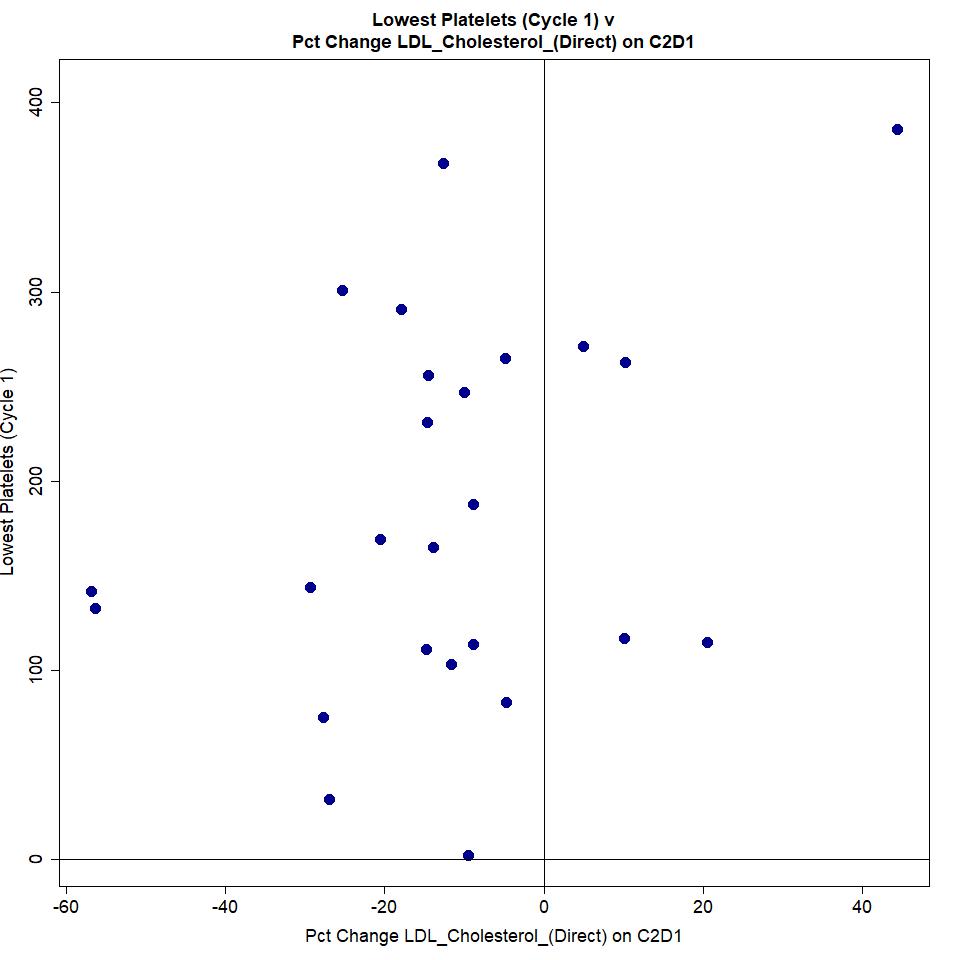 Lowest Platelets (Cycle 1) v
Pct Change LDL_Cholesterol_(Direct) on C2D1
Lowest Platelets (Cycle 1)
400
300
200
100
0
-60 -40 -20 0 20 40
Pct Change LDL_Cholesterol_(Direct) on C2D1